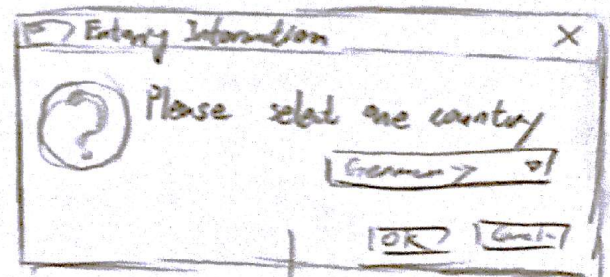 Entering Information X
Please select one country
Germany
OK Cancel